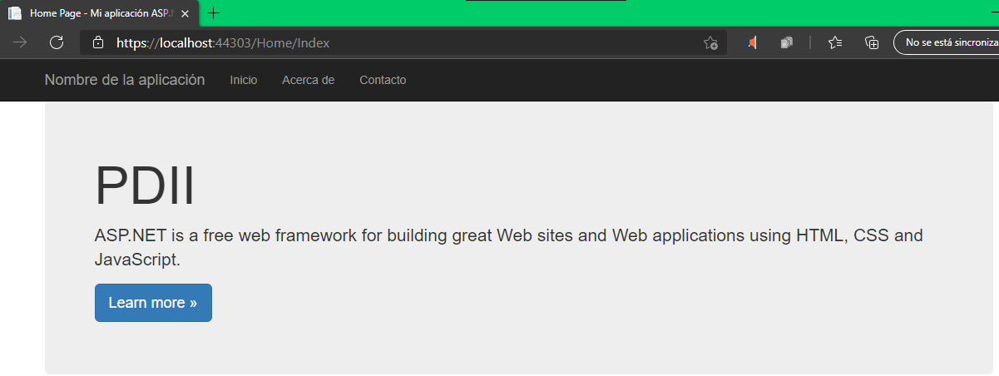 Home Page - Mi aplicación ASP.N
https://localhost:44303/Home/Index
No se está sincroniza
Nombre de la aplicación Inicio Acerca de Contacto
PDII
ASP.NET is a free web framework for building great Web sites and Web applications using HTML, CSS and
JavaScript.
Learn more »